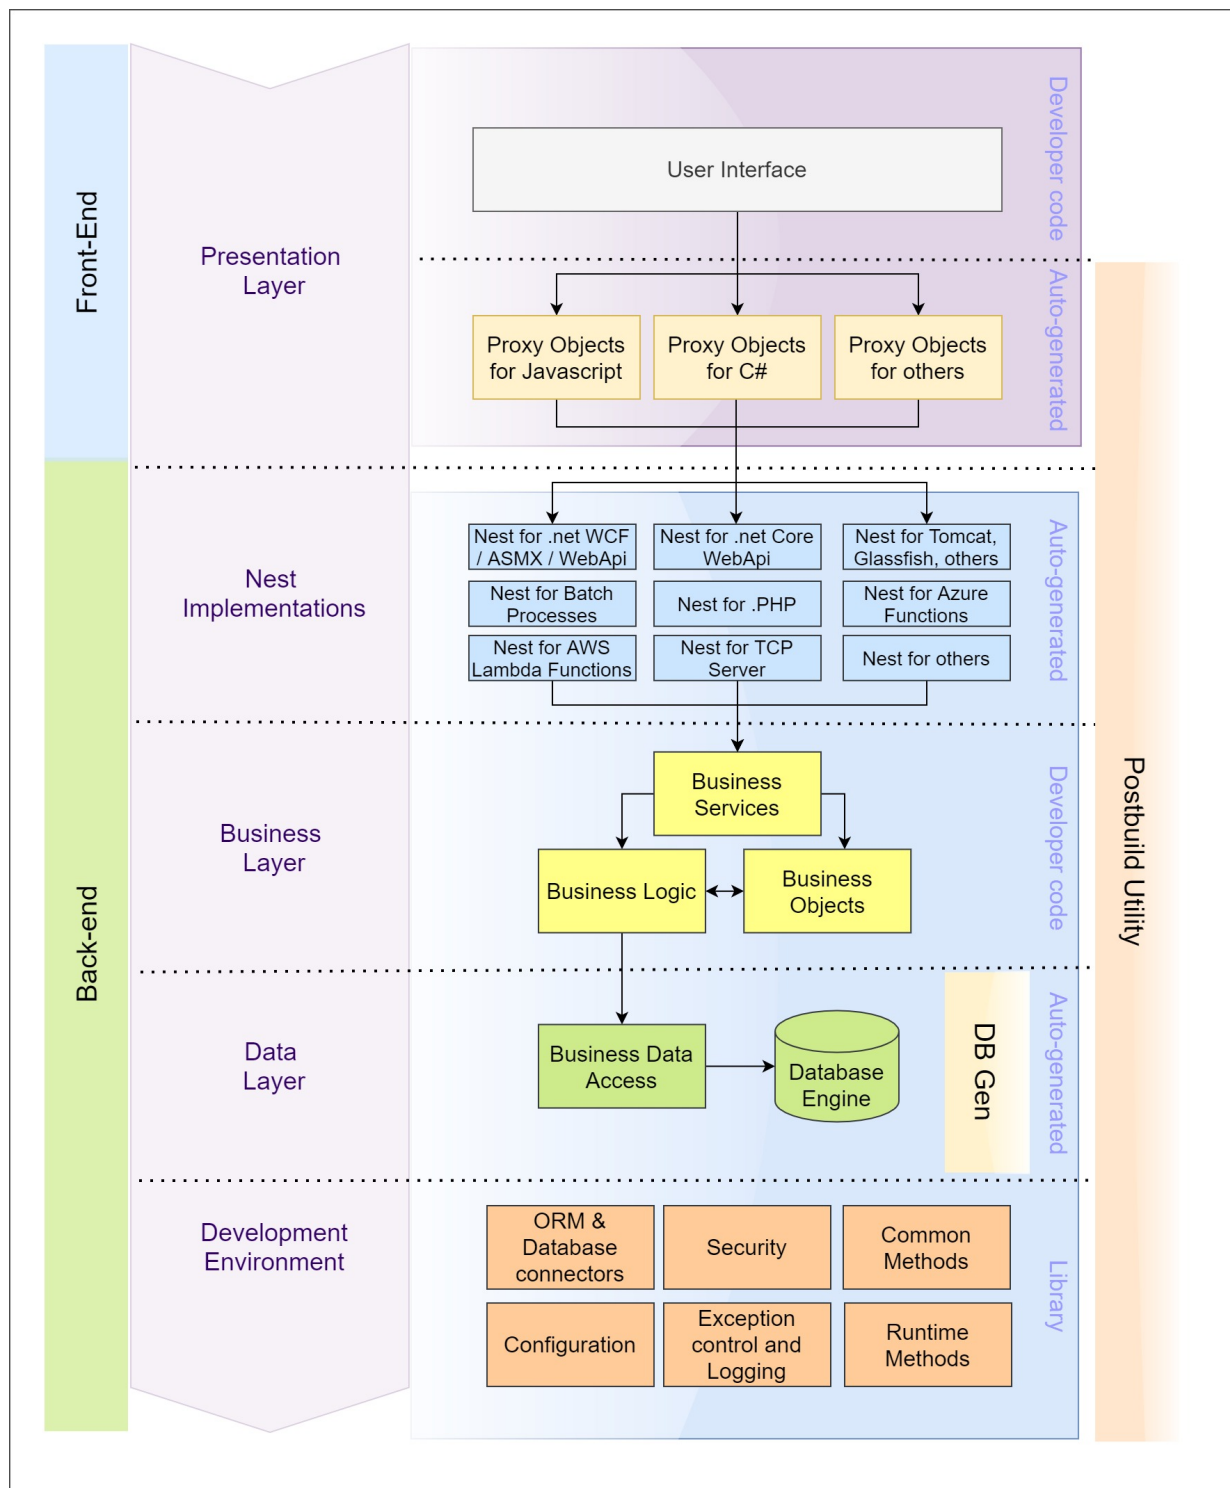 Front-End
Presentation
Layer
User Interface
Developer code
Auto-generated
Proxy Objects
for Javascript
Proxy Objects
for C#
Proxy Objects
for others
Back-end
Nest
Implementations
Nest for .net WCF
/ ASMX / WebApi
Nest for .net Core
WebApi
Nest for Tomcat,
Glassfish, others
Nest for Batch
Processes
Nest for .PHP
Nest for Azure
Functions
Nest for AWS
Lambda Functions
Nest for TCP
Server
Nest for others
Auto-generated
Business
Layer
Business
Services
Business Logic
Business
Objects
Developer code
Postbuild Utility
Data
Layer
Business Data
Access
Database
Engine
DB Gen
Auto-generated
Development
Environment
ORM &
Database
connectors
Security
Common
Methods
Configuration
Exception
control and
Logging
Runtime
Methods
Library